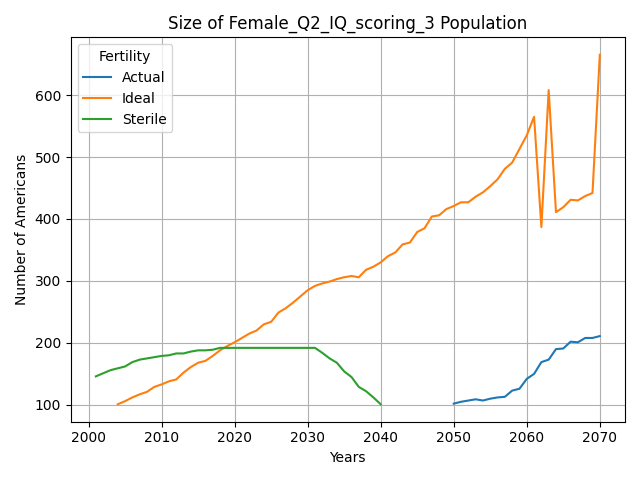 Size of Female_Q2_IQ_scoring_3 Population
Fertility
Actual
Ideal
Sterile
Number of Americans
600
500
400
300
200
100
2000 2010 2020 2030 2040 2050 2060 2070
Years